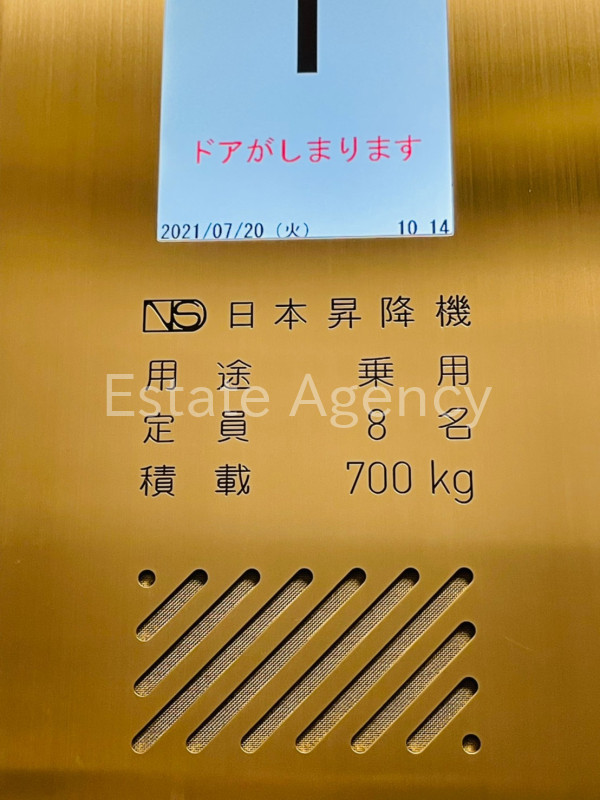 ドアがしまります
2021/07/20 (火) 10 14
NS 日本昇降機
用途 乗用
Estate Agency
定員 8名
積載 700 kg